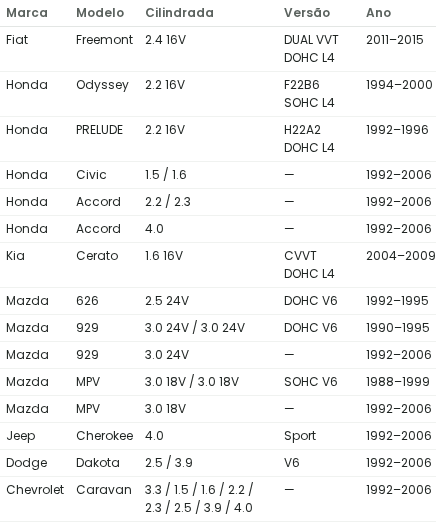 Marca Modelo Cilindrada Versão Ano
Fiat Freemont 2.4 16V DUAL VVT 2011–2015
DOHC L4
Honda Odyssey 2.2 16V F22B6 1994–2000
SOHC L4
Honda PRELUDE 2.2 16V H22A2 1992–1996
DOHC L4
Honda Civic 1.5 / 1.6 — 1992–2006
Honda Accord 2.2 / 2.3 — 1992–2006
Honda Accord 4.0 — 1992–2006
Kia Cerato 1.6 16V CVVT 2004–2009
DOHC L4
Mazda 626 2.5 24V DOHC V6 1992–1995
Mazda 929 3.0 24V / 3.0 24V DOHC V6 1990–1995
Mazda 929 3.0 24V — 1992–2006
Mazda MPV 3.0 18V / 3.0 18V SOHC V6 1988–1999
Mazda MPV 3.0 18V — 1992–2006
Jeep Cherokee 4.0 Sport 1992–2006
Dodge Dakota 2.5 / 3.9 V6 1992–2006
Chevrolet Caravan 3.3 / 1.5 / 1.6 / 2.2 / — 1992–2006
2.3 / 2.5 / 3.9 / 4.0